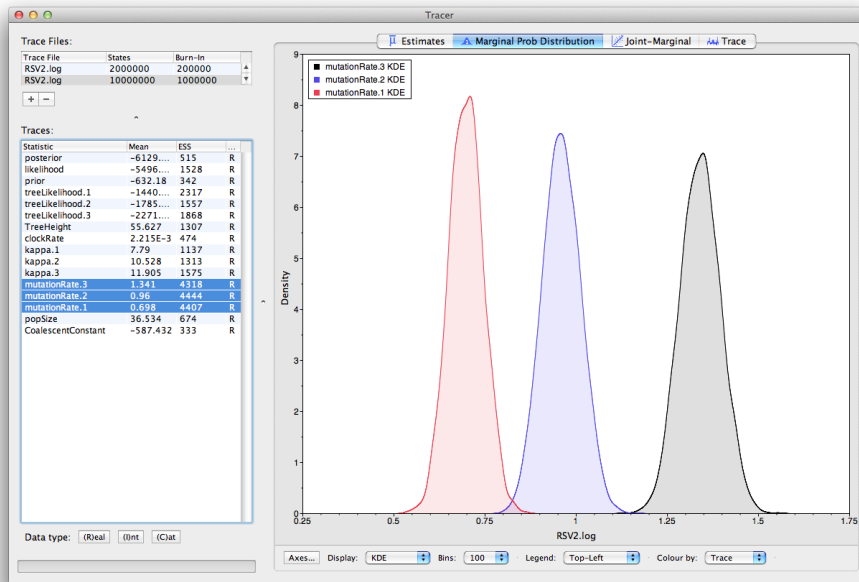 Tracer
Trace Files:
Trace File States Burn-In
RSV2.log 2000000 200000
RSV2.log 10000000 1000000
+ −
Traces:
Statistic Mean ESS ...
posterior -6129.... 515 R
likelihood -5496.... 1528 R
prior -632.18 342 R
treeLikelihood.1 -1440.... 2317 R
treeLikelihood.2 -1785.... 1557 R
treeLikelihood.3 -2271.... 1868 R
TreeHeight 55.627 1307 R
clockRate 2.215E-3 474 R
kappa.1 7.79 1137 R
kappa.2 10.528 1313 R
kappa.3 11.905 1575 R
mutationRate.3 1.341 4318 R
mutationRate.2 0.96 4444 R
mutationRate.1 0.698 4407 R
popSize 36.534 674 R
CoalescentConstant -587.432 333 R
Data type: (R)eal (I)nt (C)at
Estimates Marginal Prob Distribution Joint-Marginal Trace
mutationRate.3 KDE
mutationRate.2 KDE
mutationRate.1 KDE
9
8
7
6
5
4
3
2
1
0
Density
0.25 0.5 0.75 1 1.25 1.5 1.75
RSV2.log
Axes... Display: KDE Bins: 100 Legend: Top-Left Colour by: Trace